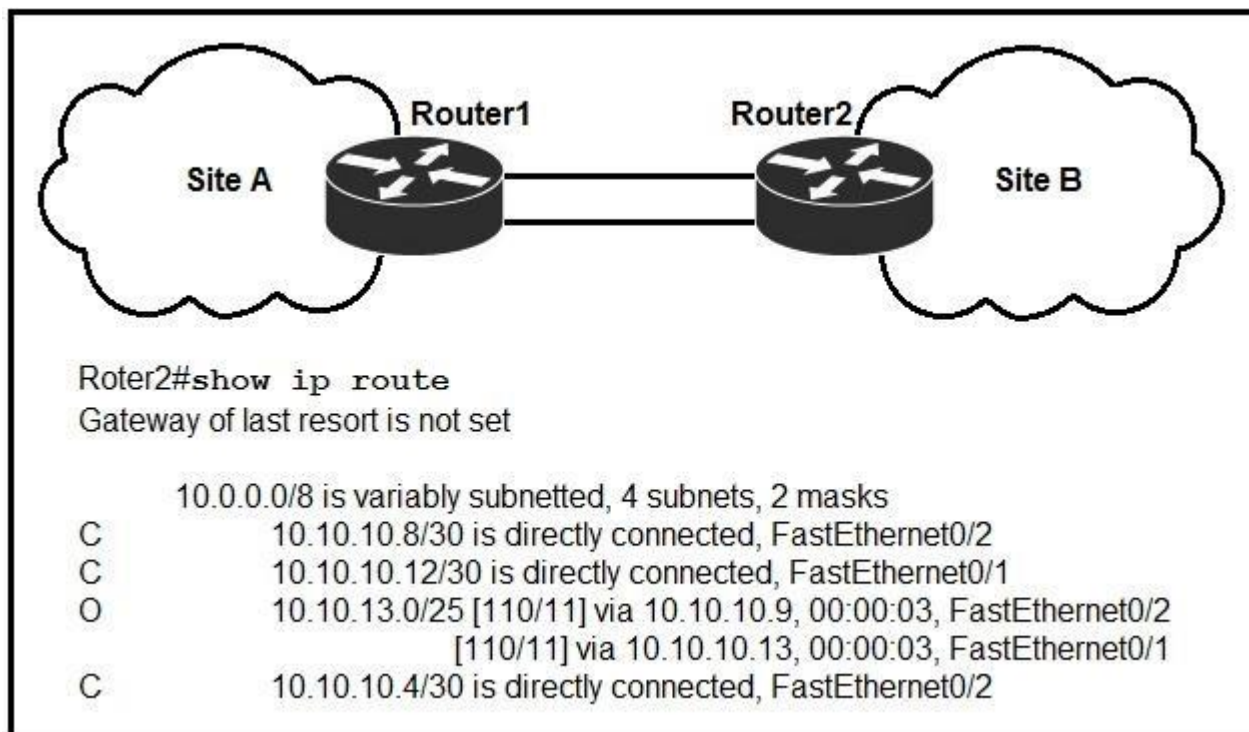 Router1
Router2
Site A
Site B
Roter2#show ip route
Gateway of last resort is not set
10.0.0.0/8 is variably subnetted, 4 subnets, 2 masks
C 10.10.10.8/30 is directly connected, FastEthernet0/2
C 10.10.10.12/30 is directly connected, FastEthernet0/1
O 10.10.13.0/25 [110/11] via 10.10.10.9, 00:00:03, FastEthernet0/2
[110/11] via 10.10.10.13, 00:00:03, FastEthernet0/1
C 10.10.10.4/30 is directly connected, FastEthernet0/2